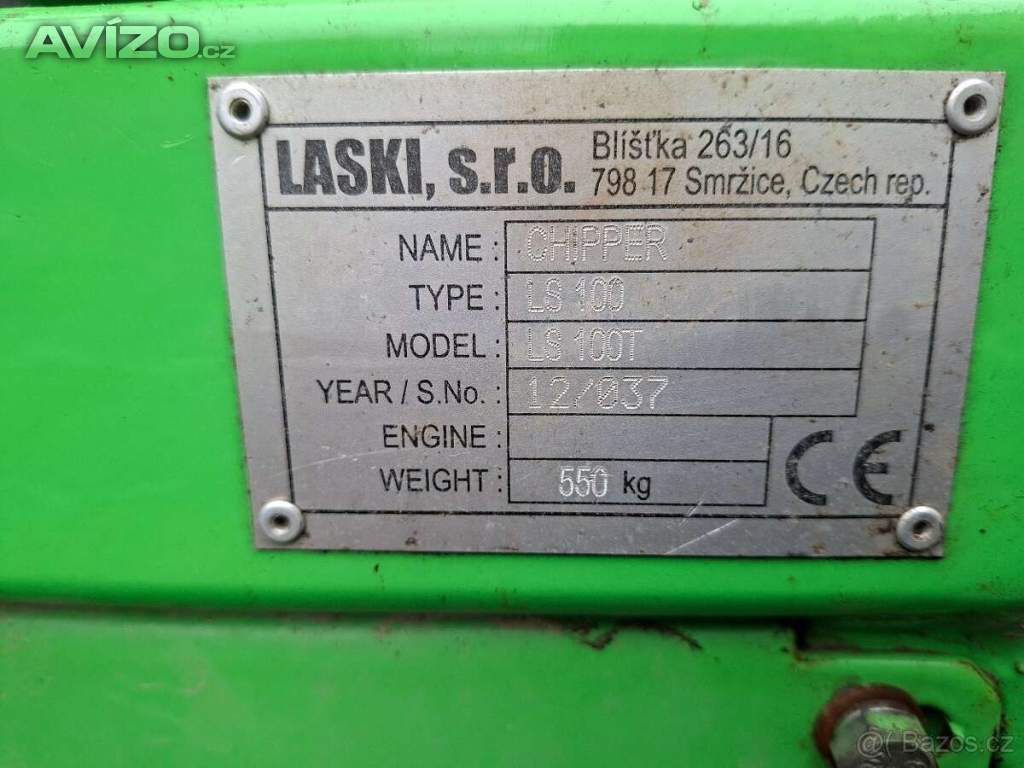 AVÍZO.cz
LASKI, s.r.o. Blíšťka 263/16
798 17 Smržice, Czech rep.
NAME : CHIPPER
TYPE : LS 100
MODEL : LS 100T
YEAR / S.No. : 12/037
ENGINE :
WEIGHT : 550 kg
CE
Bazos.cz